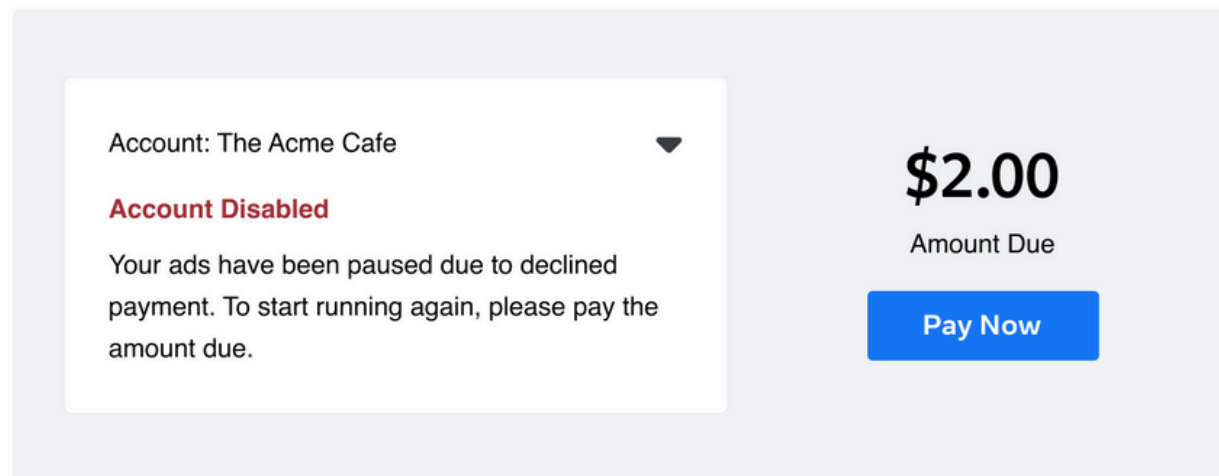 Account: The Acme Cafe
Account Disabled
Your ads have been paused due to declined
payment. To start running again, please pay the
amount due.
$2.00
Amount Due
Pay Now